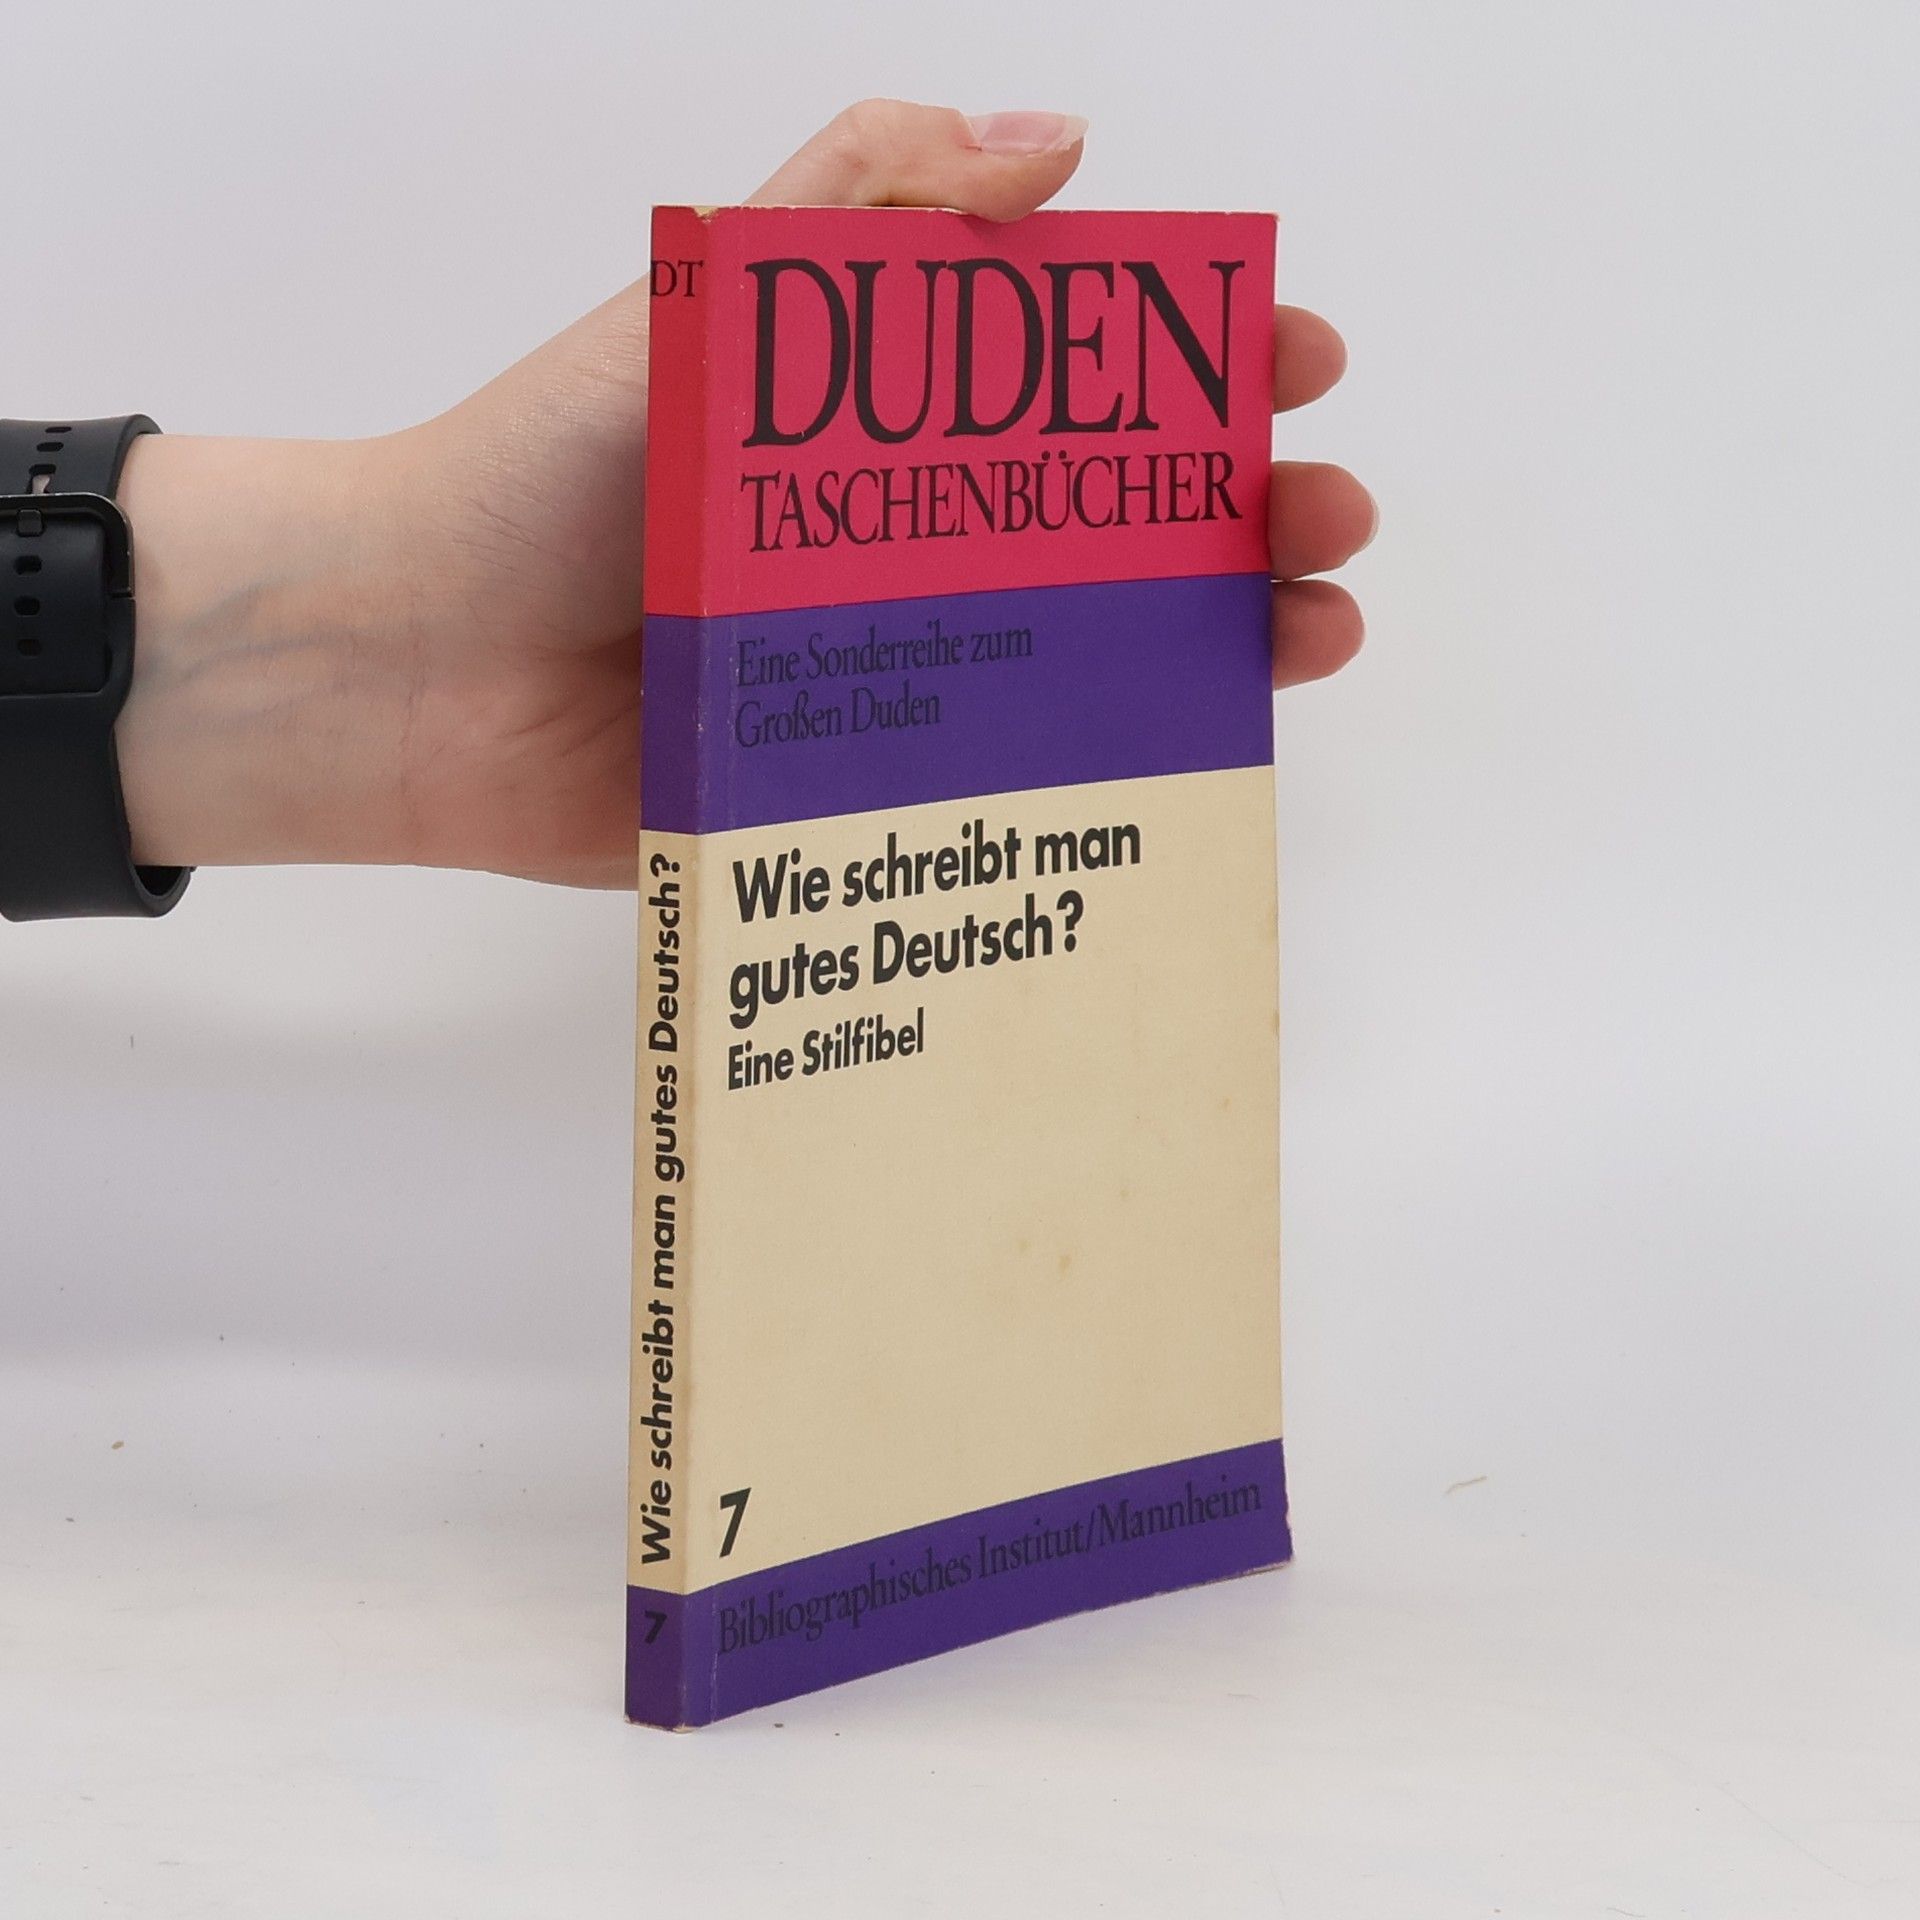 DT
DUDEN
TASCHENBÜCHER
Eine Sonderreihe zum
Großen Duden
Wie schreibt man
gutes Deutsch?
Eine Stilfibel
7
Bibliographisches Institut/Mannheim
Wie schreibt man gutes Deutsch?
7